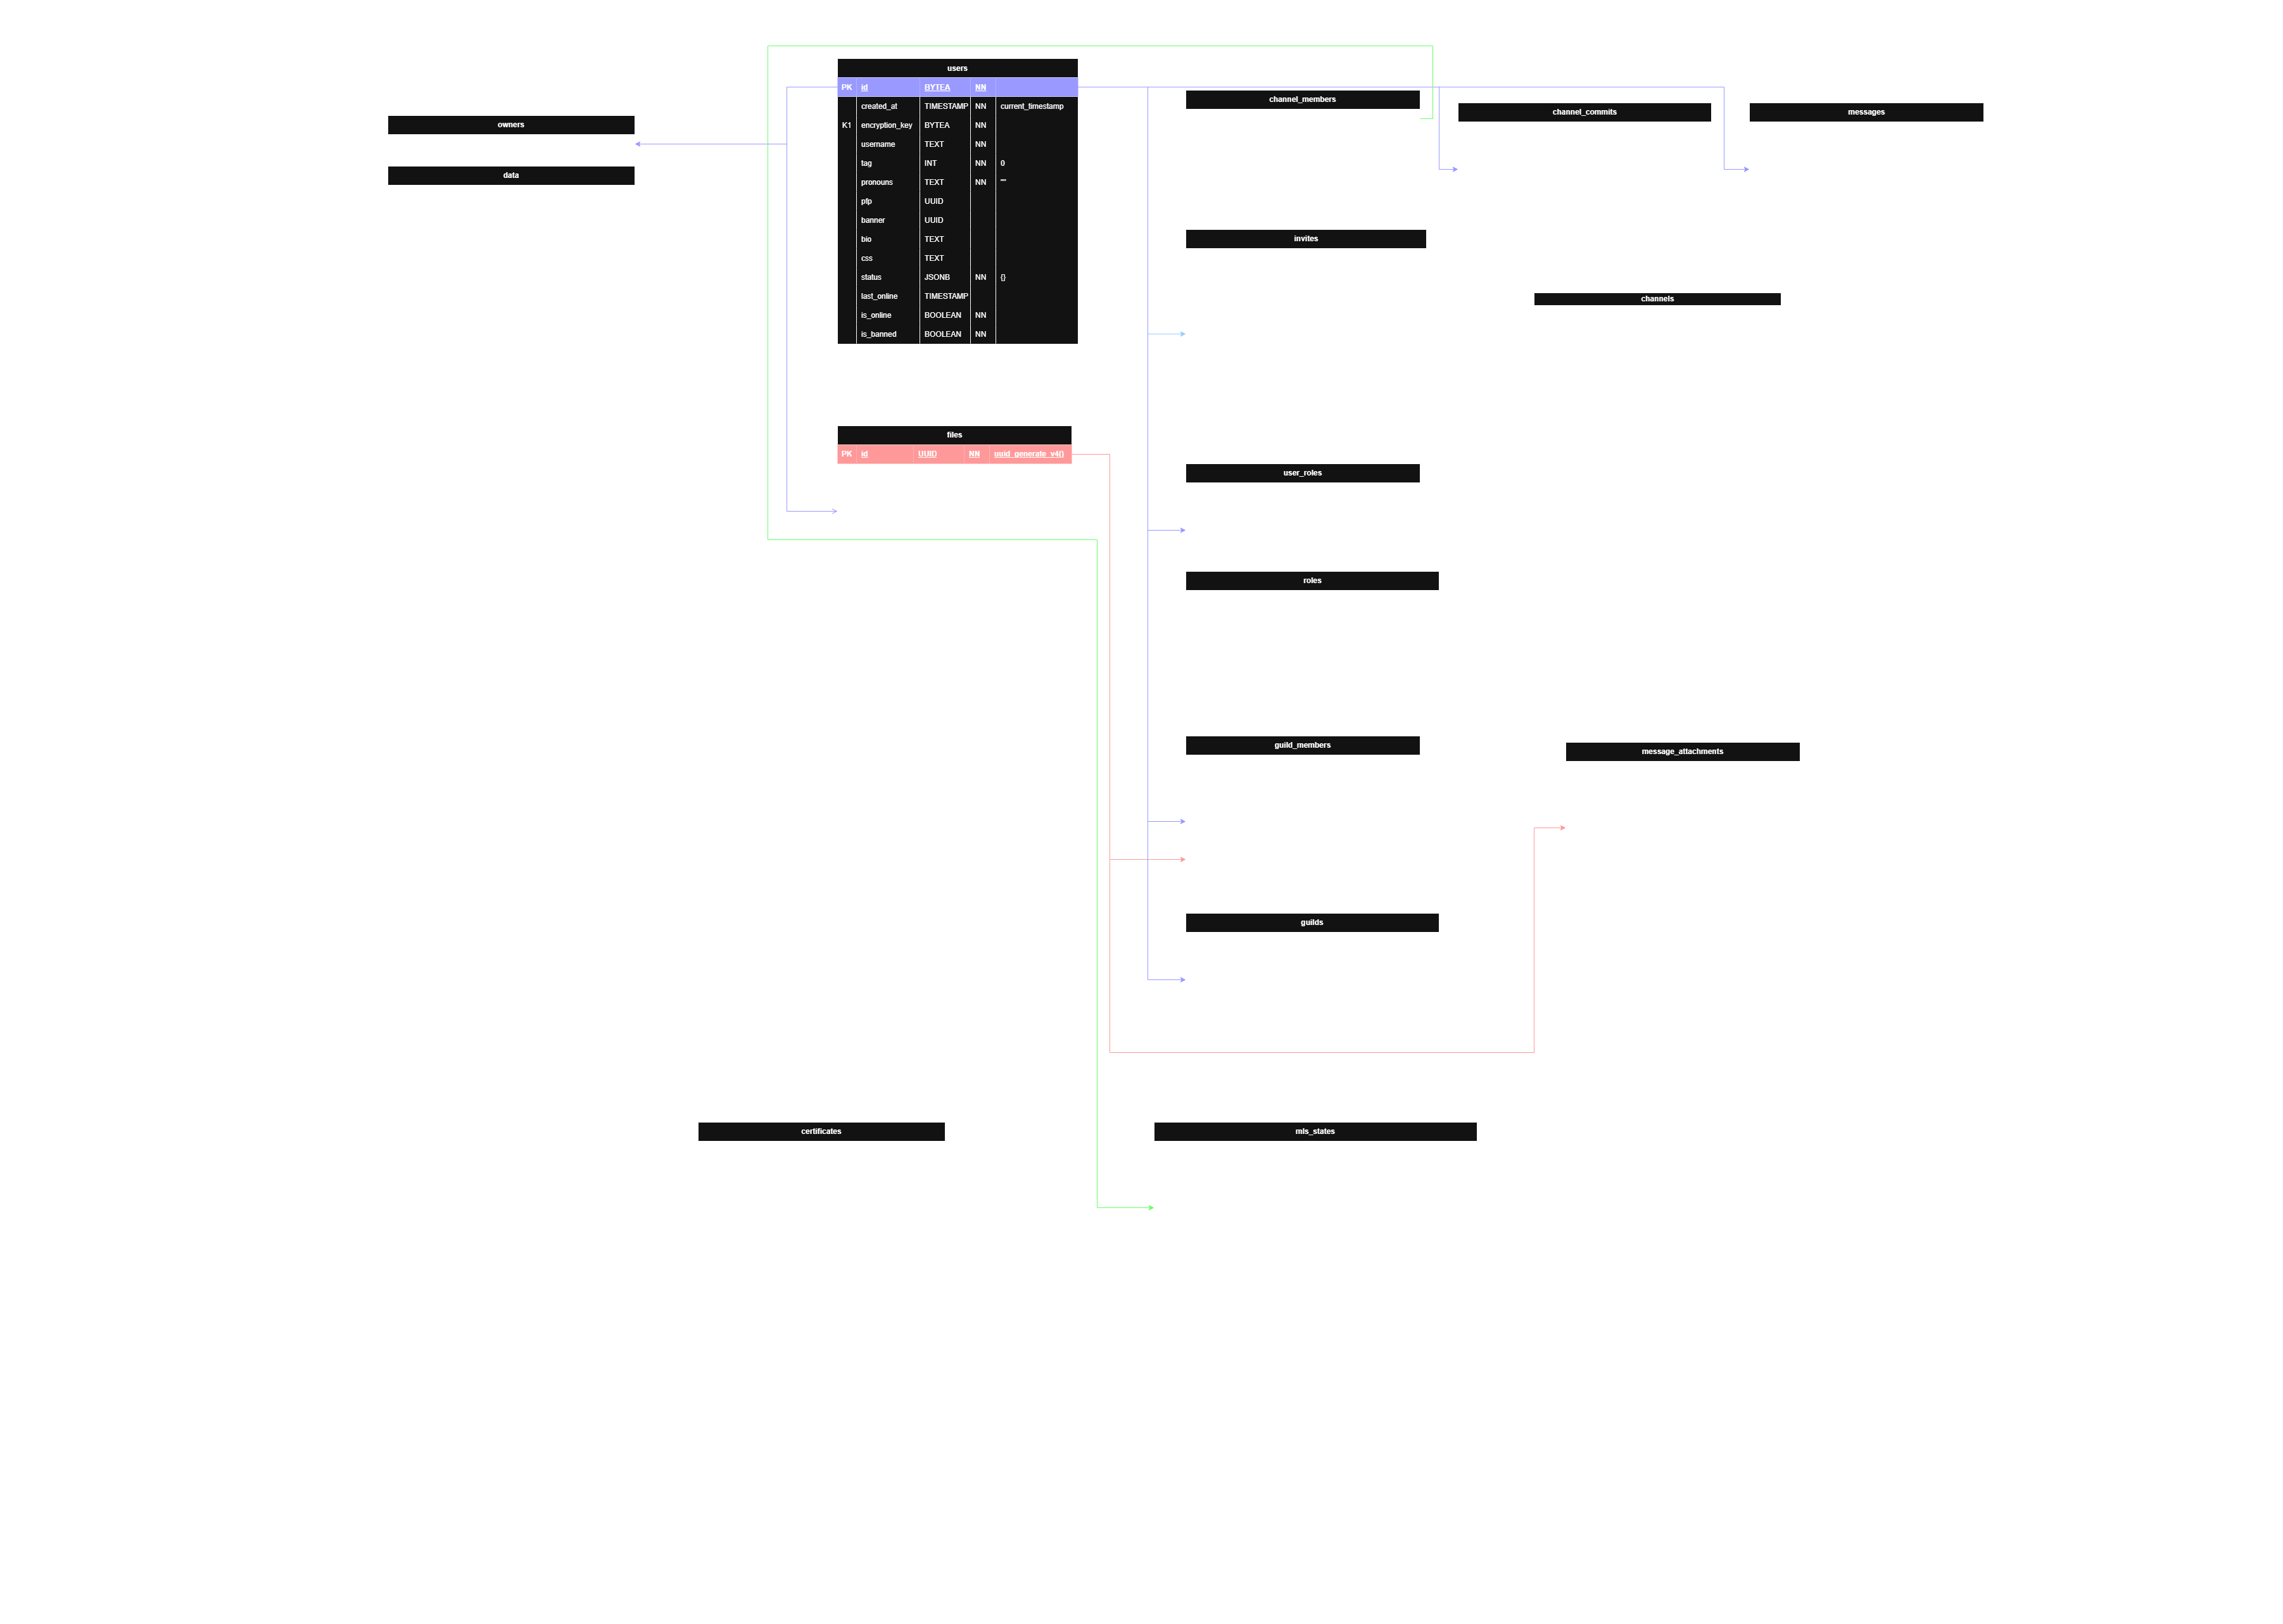 users
PK id BYTEA NN
created_at TIMESTAMP NN current_timestamp
K1 encryption_key BYTEA NN
username TEXT NN
tag INT NN 0
pronouns TEXT NN ""
pfp UUID
banner UUID
bio TEXT
css TEXT
status JSONB NN {}
last_online TIMESTAMP
is_online BOOLEAN NN
is_banned BOOLEAN NN
owners
data
channel_members
channel_commits
messages
invites
channels
files
PK id UUID NN uuid_generate_v4()
user_roles
roles
guild_members
message_attachments
guilds
certificates
mls_states